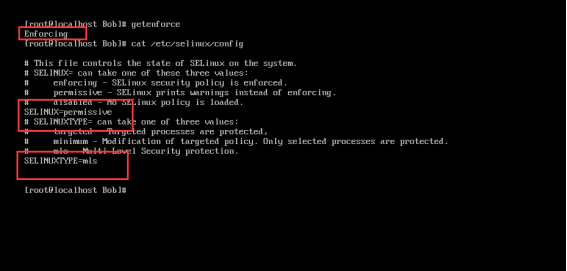 [root@localhost Bob]# getenforce
Enforcing
[root@localhost Bob]# cat /etc/selinux/config
# This file controls the state of SELinux on the system.
# SELINUX= can take one of these three values:
#     enforcing - SELinux security policy is enforced.
#     permissive - SELinux prints warnings instead of enforcing.
#     disabled - No SELinux policy is loaded.
SELINUX=permissive
# SELINUXTYPE= can take one of three values:
#     targeted - Targeted processes are protected,
#     minimum - Modification of targeted policy. Only selected processes are protected.
#     mls - Multi Level Security protection.
SELINUXTYPE=mls
[root@localhost Bob]#